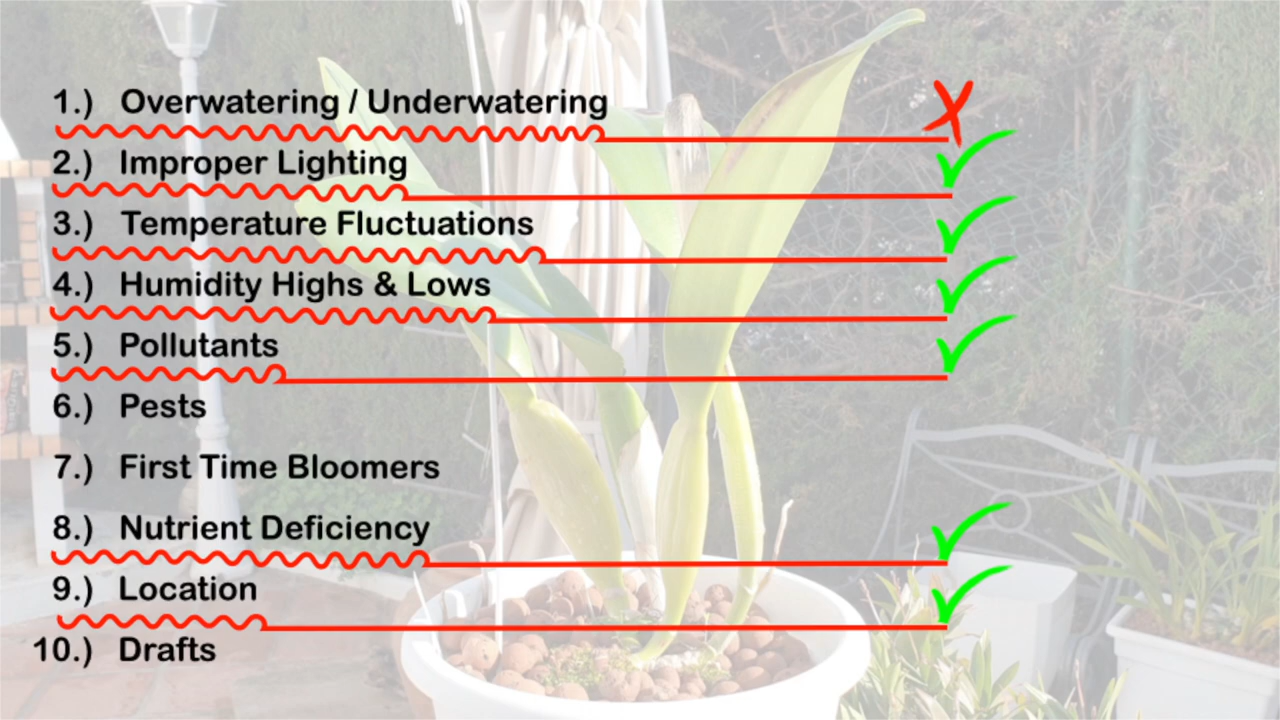 1.) Overwatering / Underwatering
2.) Improper Lighting
3.) Temperature Fluctuations
4.) Humidity Highs & Lows
5.) Pollutants
6.) Pests
7.) First Time Bloomers
8.) Nutrient Deficiency
9.) Location
10.) Drafts